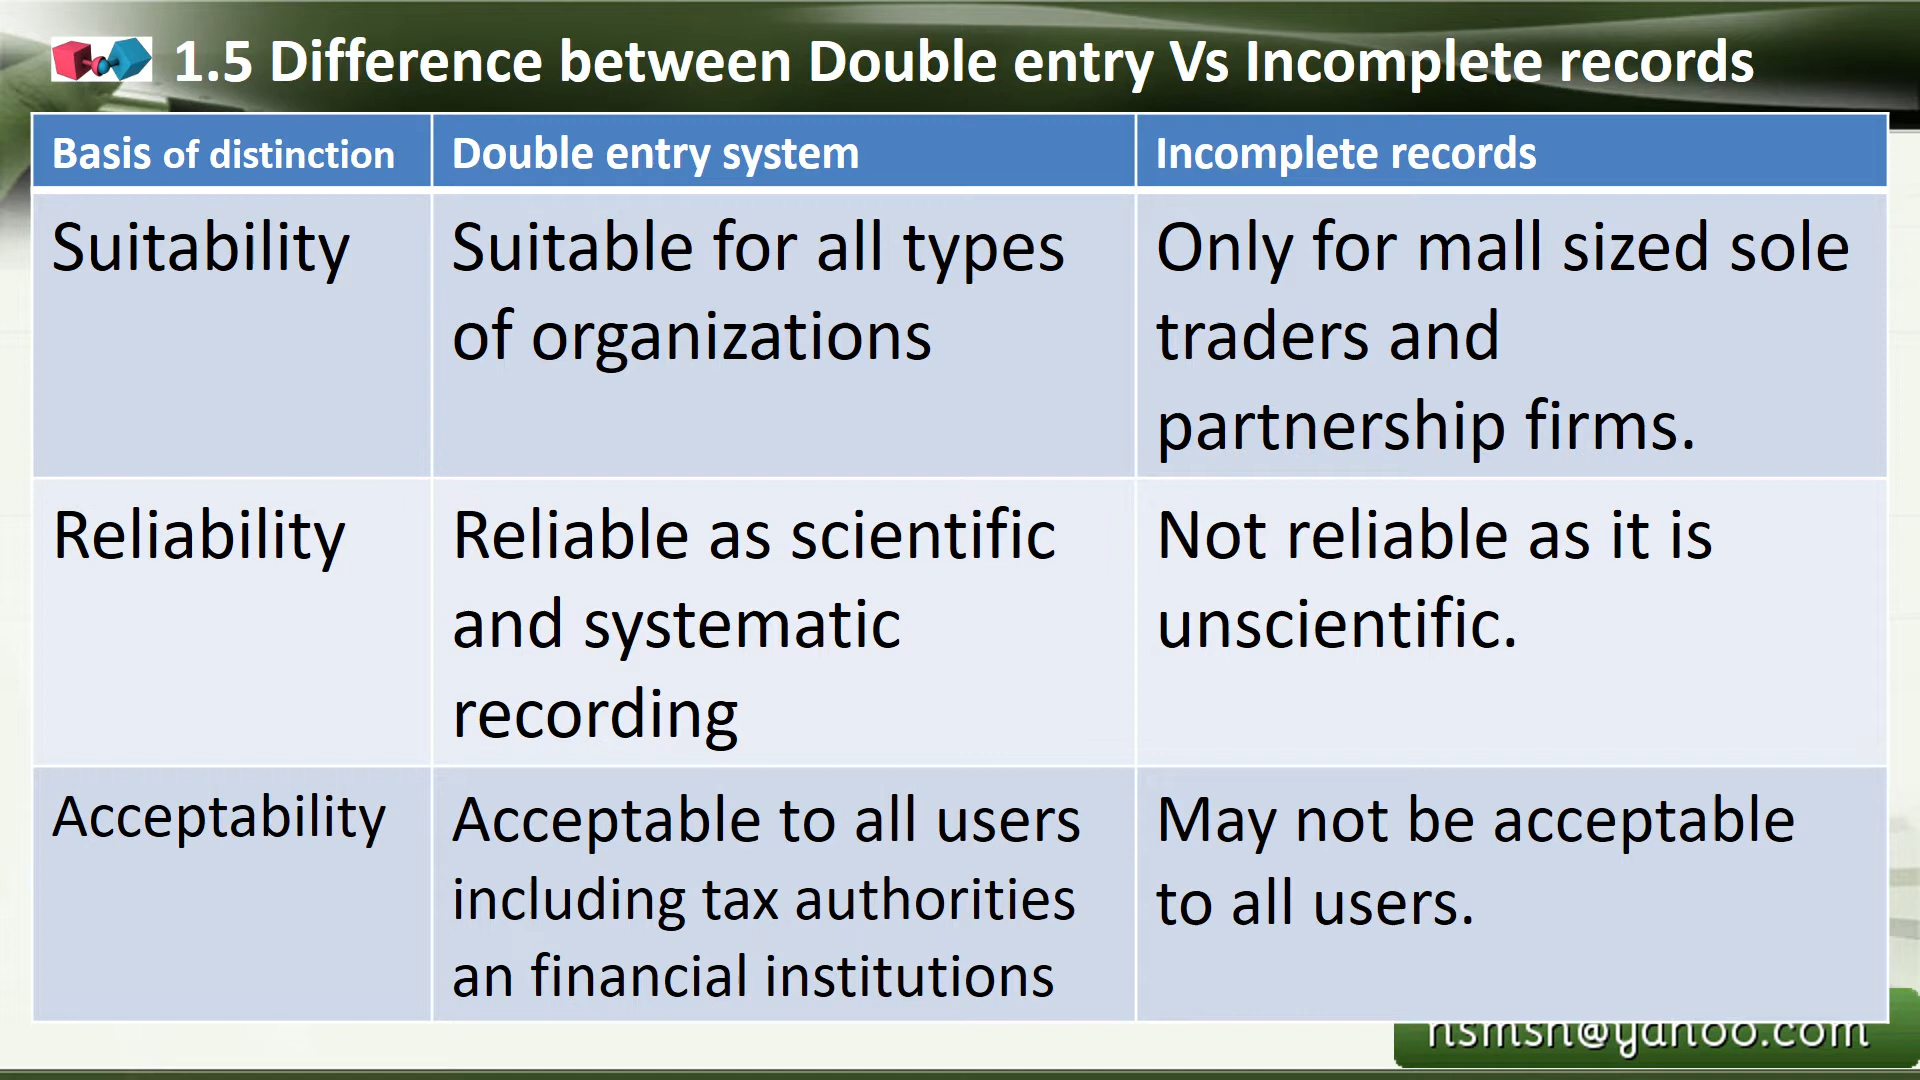 1.5 Difference between Double entry Vs Incomplete records
Basis of distinction
Double entry system
Incomplete records
Suitability
Suitable for all types
of organizations
Only for mall sized sole
traders and
partnership firms.
Reliability
Reliable as scientific
and systematic
recording
Not reliable as it is
unscientific.
Acceptability
Acceptable to all users
including tax authorities
an financial institutions
May not be acceptable
to all users.
nsmsn@yahoo.com